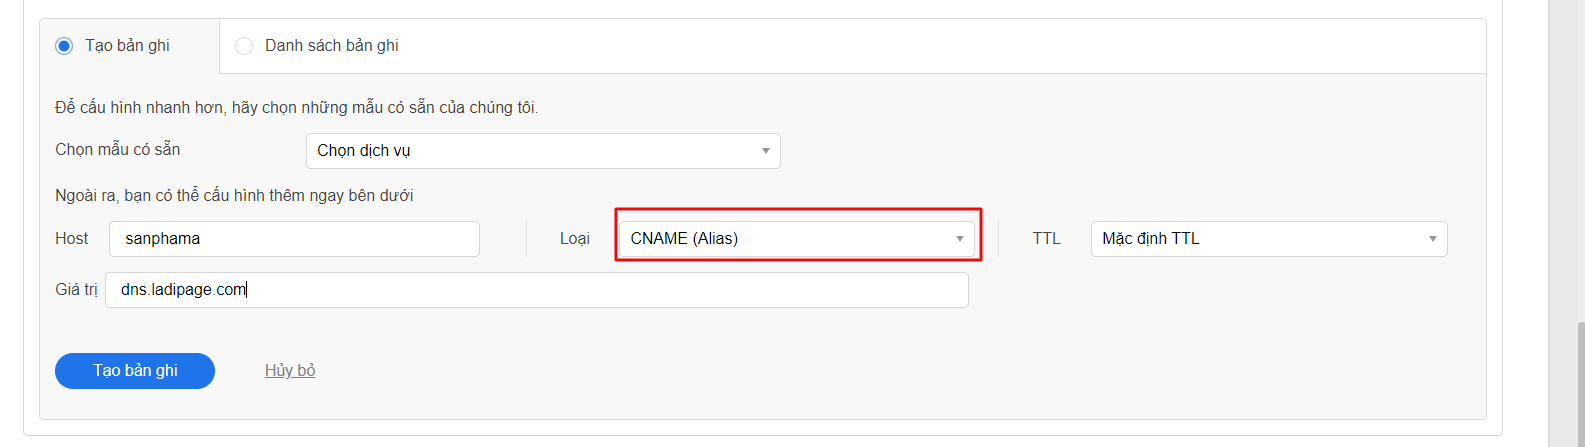 Tạo bản ghi Danh sách bản ghi
Để cấu hình nhanh hơn, hãy chọn những mẫu có sẵn của chúng tôi.
Chọn mẫu có sẵn Chọn dịch vụ
Ngoài ra, bạn có thể cấu hình thêm ngay bên dưới
Host sanphama Loại CNAME (Alias) TTL Mặc định TTL
Giá trị dns.ladipage.com
Tạo bản ghi Hủy bỏ